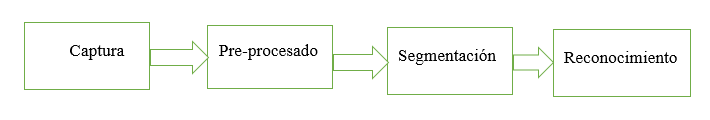 Captura
Pre-procesado
Segmentación
Reconocimiento